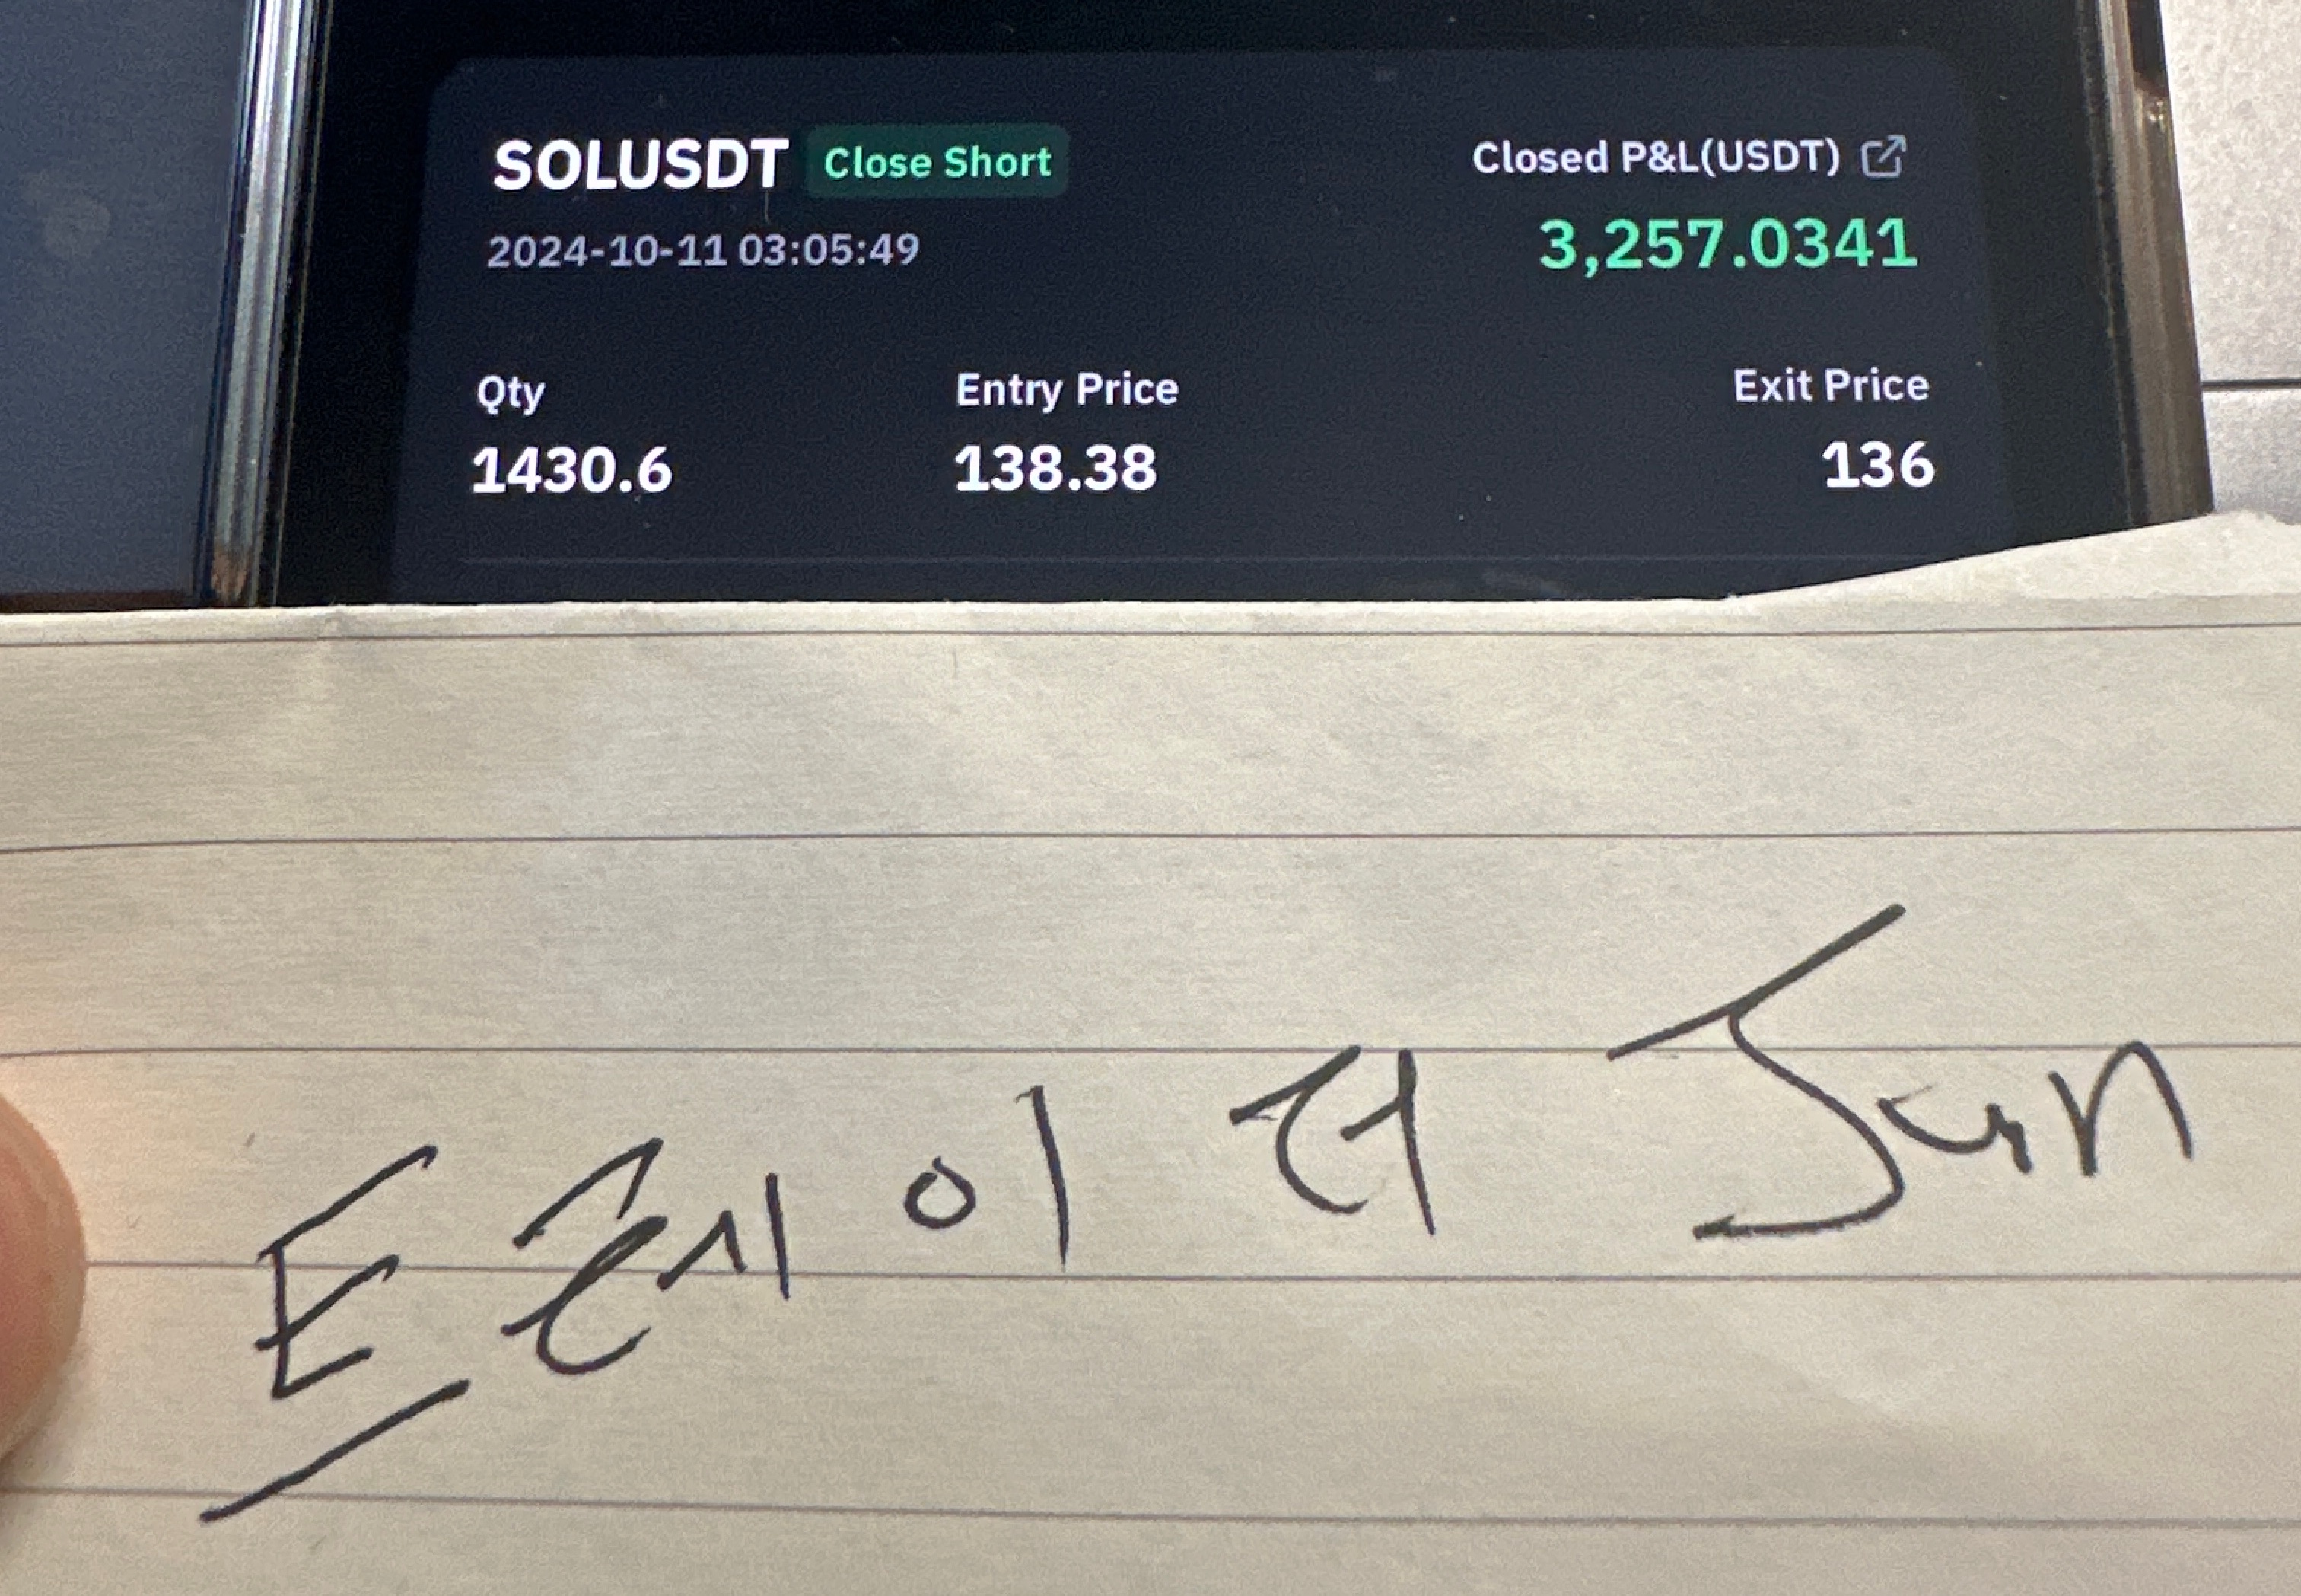 SOLUSDT Close Short Closed P&L(USDT)
2024-10-11 03:05:49 3,257.0341
Qty Entry Price Exit Price
1430.6 138.38 136
트레이더 Jun